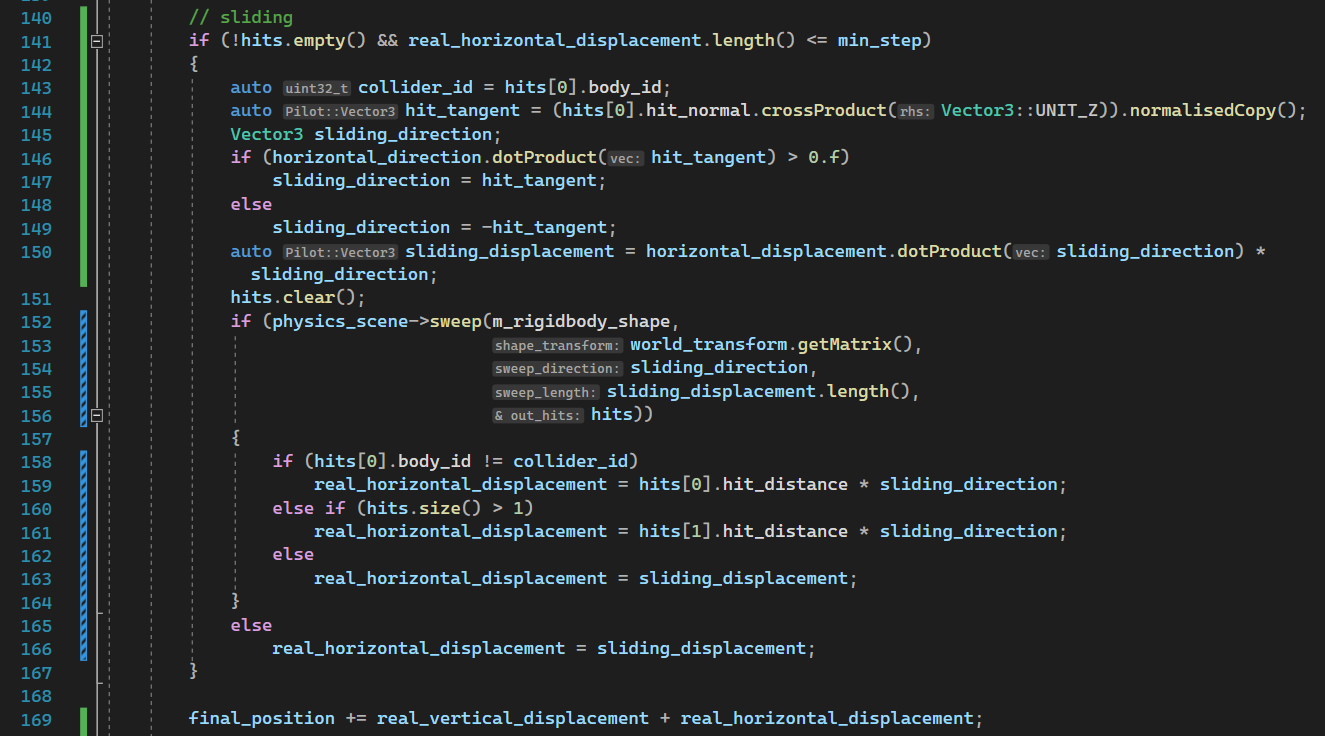 140 // sliding
141 if (!hits.empty() && real_horizontal_displacement.length() <= min_step)
142 {
143 auto uint32_t collider_id = hits[0].body_id;
144 auto Pilot::Vector3 hit_tangent = (hits[0].hit_normal.crossProduct(rhs: Vector3::UNIT_Z)).normalisedCopy();
145 Vector3 sliding_direction;
146 if (horizontal_direction.dotProduct(vec: hit_tangent) > 0.f)
147 sliding_direction = hit_tangent;
148 else
149 sliding_direction = -hit_tangent;
150 auto Pilot::Vector3 sliding_displacement = horizontal_displacement.dotProduct(vec: sliding_direction) *
sliding_direction;
151 hits.clear();
152 if (physics_scene->sweep(m_rigidbody_shape,
153 shape_transform: world_transform.getMatrix(),
154 sweep_direction: sliding_direction,
155 sweep_length: sliding_displacement.length(),
156 & out_hits: hits))
157 {
158 if (hits[0].body_id != collider_id)
159 real_horizontal_displacement = hits[0].hit_distance * sliding_direction;
160 else if (hits.size() > 1)
161 real_horizontal_displacement = hits[1].hit_distance * sliding_direction;
162 else
163 real_horizontal_displacement = sliding_displacement;
164 }
165 else
166 real_horizontal_displacement = sliding_displacement;
167 }
168
169 final_position += real_vertical_displacement + real_horizontal_displacement;